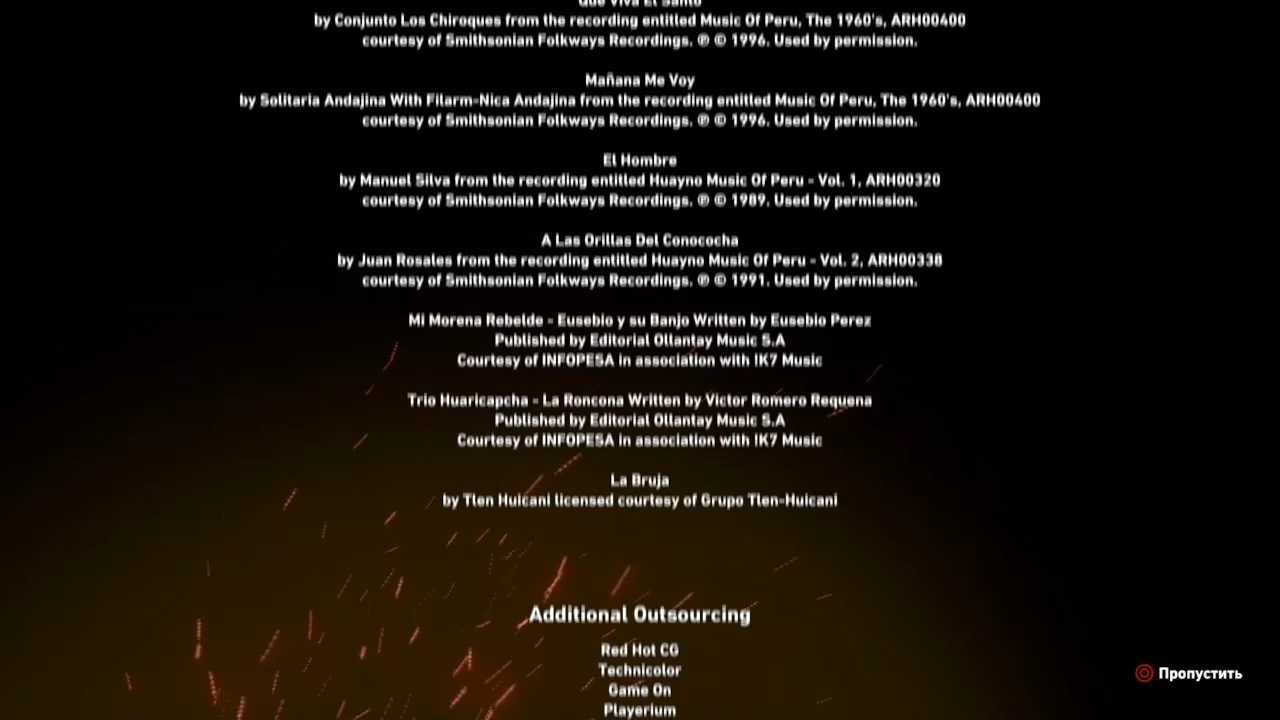 Que Viva El Santo
by Conjunto Los Chiroques from the recording entitled Music Of Peru, The 1960's, ARH00400
courtesy of Smithsonian Folkways Recordings. ℗ © 1996. Used by permission.
Mañana Me Voy
by Solitaria Andajina With Filarm-Nica Andajina from the recording entitled Music Of Peru, The 1960's, ARH00400
courtesy of Smithsonian Folkways Recordings. ℗ © 1996. Used by permission.
El Hombre
by Manuel Silva from the recording entitled Huayno Music Of Peru - Vol. 1, ARH00320
courtesy of Smithsonian Folkways Recordings. ℗ © 1989. Used by permission.
A Las Orillas Del Conococha
by Juan Rosales from the recording entitled Huayno Music Of Peru - Vol. 2, ARH00338
courtesy of Smithsonian Folkways Recordings. ℗ © 1991. Used by permission.
Mi Morena Rebelde - Eusebio y su Banjo Written by Eusebio Perez
Published by Editorial Ollantay Music S.A
Courtesy of INFOPESA in association with !K7 Music
Trio Huaricapcha - La Roncona Written by Victor Romero Requena
Published by Editorial Ollantay Music S.A
Courtesy of INFOPESA in association with !K7 Music
La Bruja
by Tlen Huicani licensed courtesy of Grupo Tlen-Huicani
Additional Outsourcing
Red Hot CG
Technicolor
Game On
Playerium
Пропустить